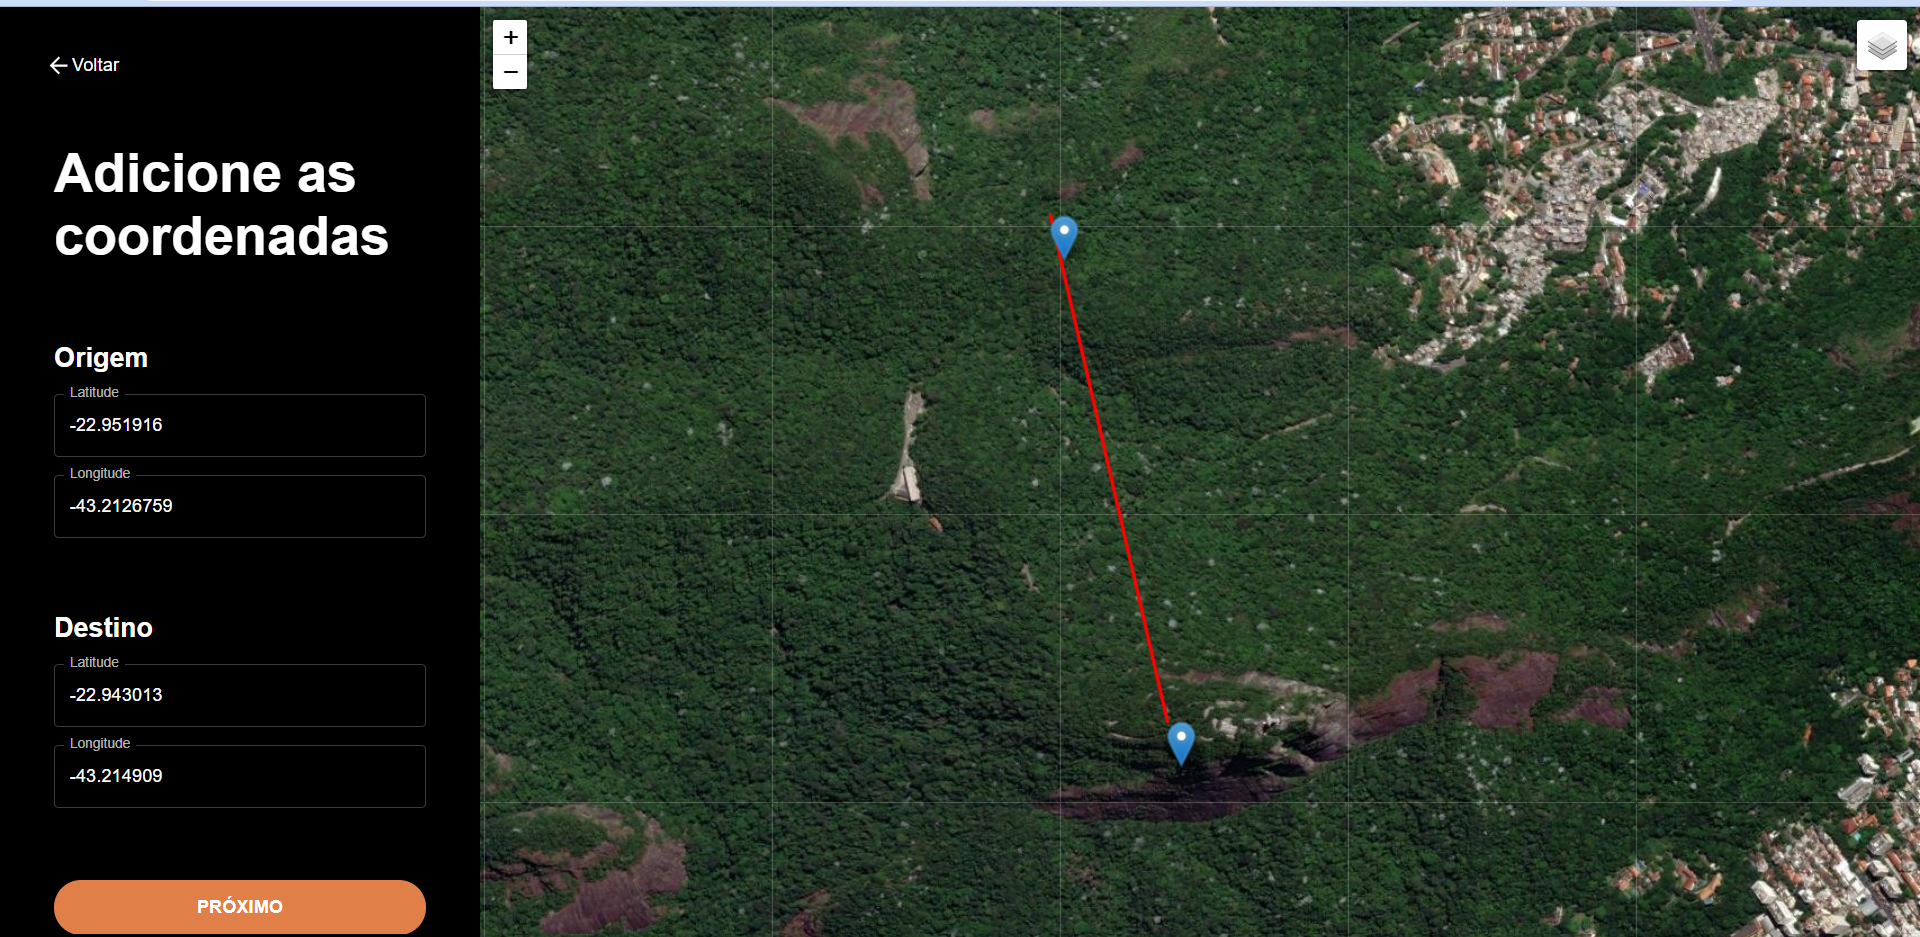 Voltar
Adicione as
coordenadas
Origem
Latitude
-22.951916
Longitude
-43.2126759
Destino
Latitude
-22.943013
Longitude
-43.214909
PRÓXIMO
+
−